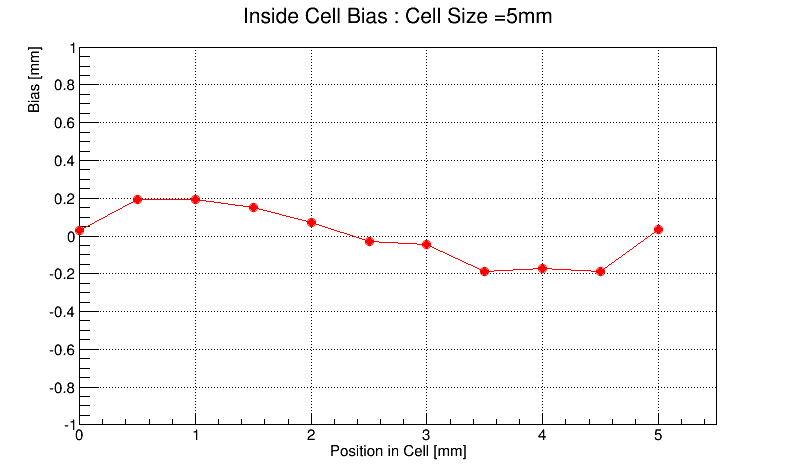 Inside Cell Bias : Cell Size =5mm
Bias [mm]
1
0.8
0.6
0.4
0.2
0
-0.2
-0.4
-0.6
-0.8
-1
0 1 2 3 4 5
Position in Cell [mm]